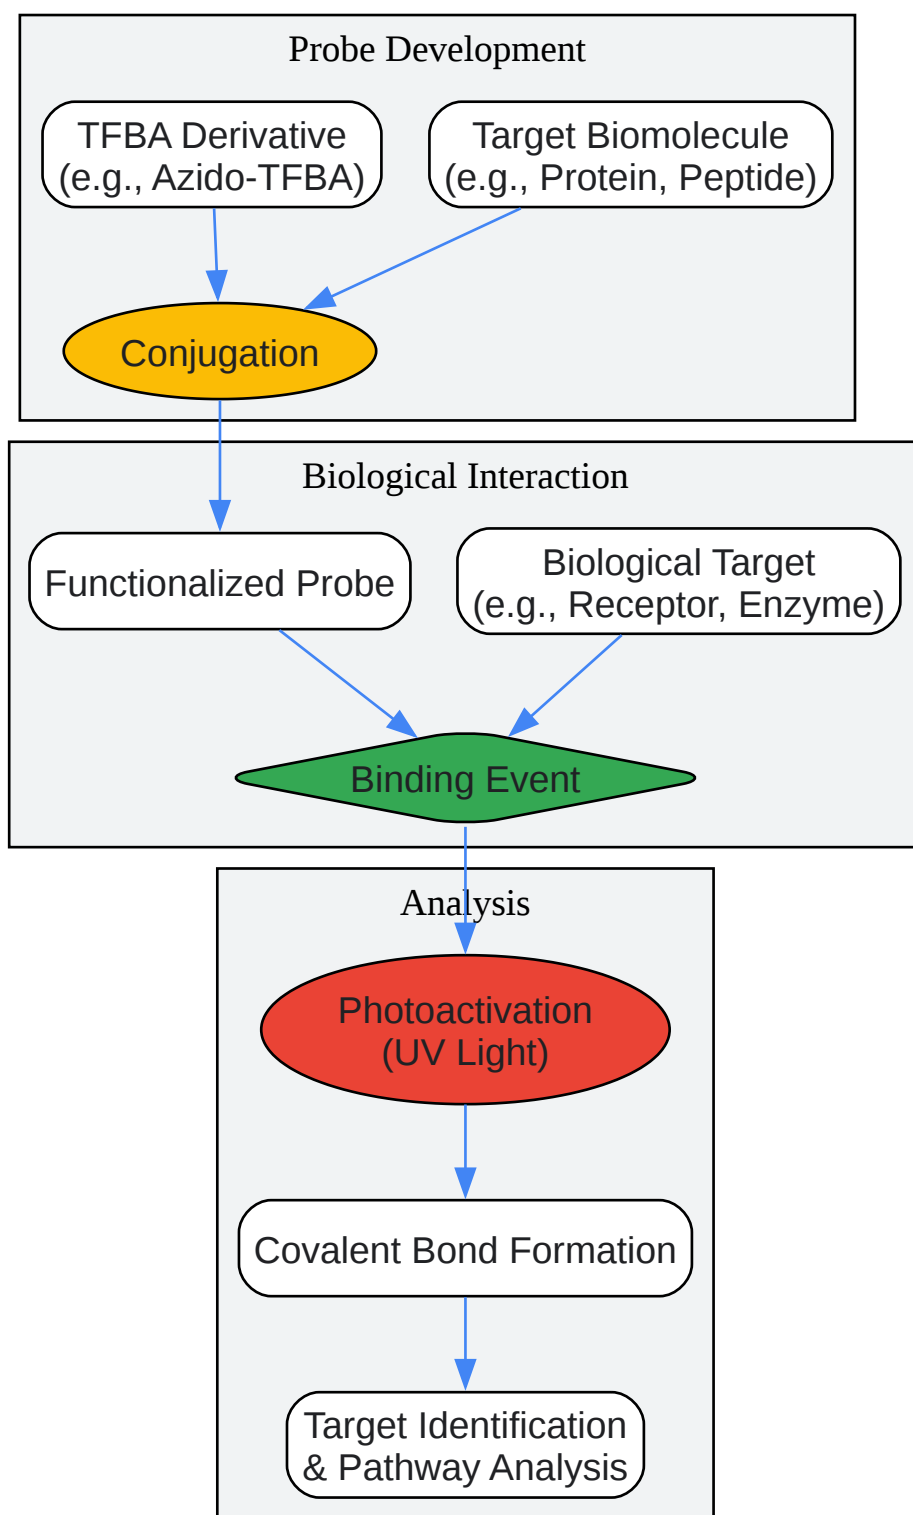 Probe Development
TFBA Derivative
(e.g., Azido-TFBA)
Target Biomolecule
(e.g., Protein, Peptide)
Conjugation
Biological Interaction
Functionalized Probe
Biological Target
(e.g., Receptor, Enzyme)
Binding Event
Analysis
Photoactivation
(UV Light)
Covalent Bond Formation
Target Identification
& Pathway Analysis